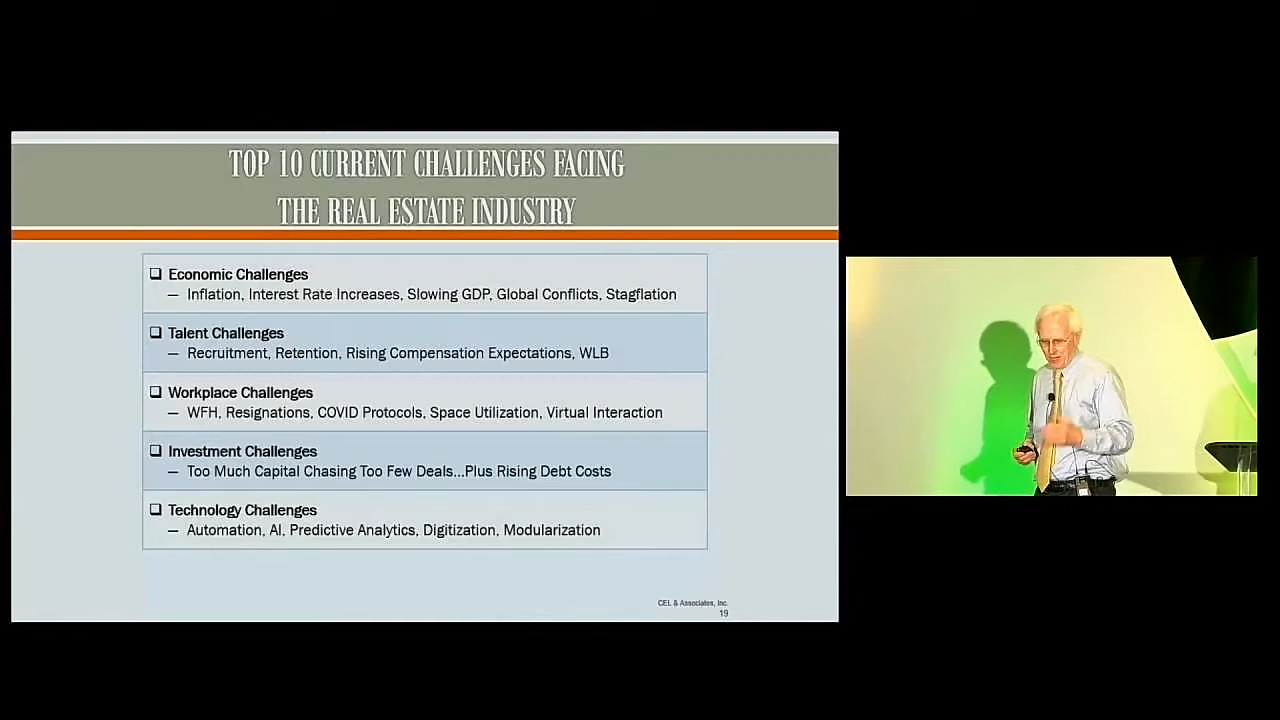 TOP 10 CURRENT CHALLENGES FACING
THE REAL ESTATE INDUSTRY
❑ Economic Challenges
— Inflation, Interest Rate Increases, Slowing GDP, Global Conflicts, Stagflation
❑ Talent Challenges
— Recruitment, Retention, Rising Compensation Expectations, WLB
❑ Workplace Challenges
— WFH, Resignations, COVID Protocols, Space Utilization, Virtual Interaction
❑ Investment Challenges
— Too Much Capital Chasing Too Few Deals...Plus Rising Debt Costs
❑ Technology Challenges
— Automation, AI, Predictive Analytics, Digitization, Modularization
CEL & Associates, Inc.
19